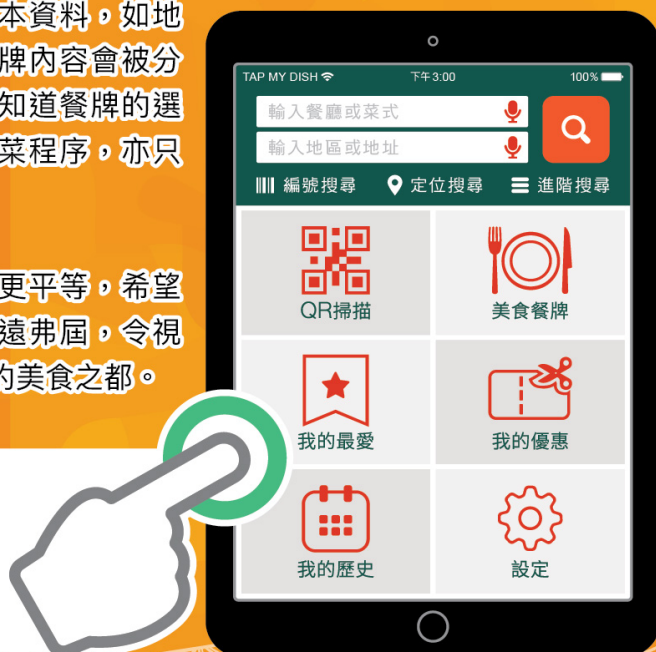 本資料，如地
牌內容會被分
知道餐牌的選
菜程序，亦只
更平等，希望
遠弗屆，令視
的美食之都。
TAP MY DISH 下午3:00 100%
輸入餐廳或菜式
輸入地區或地址
編號搜尋 定位搜尋 進階搜尋
QR掃描 美食餐牌
我的最愛 我的優惠
我的歷史 設定